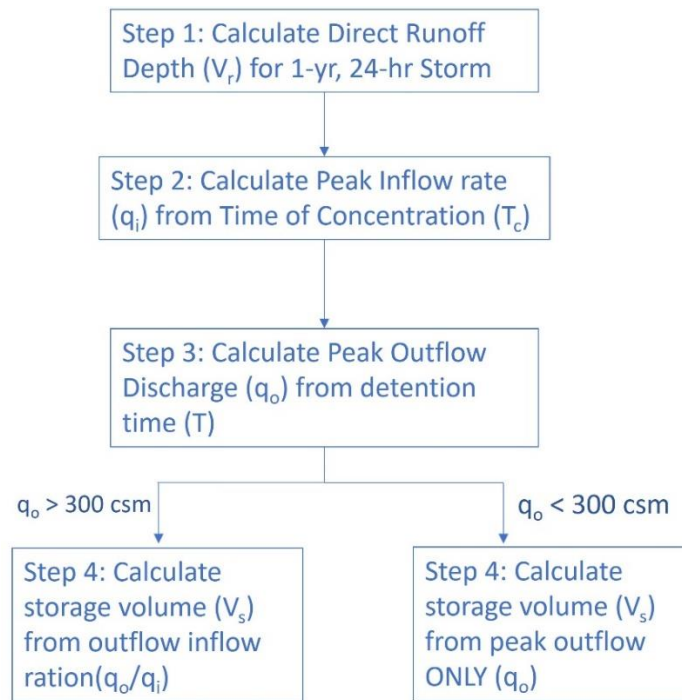 Step 1: Calculate Direct Runoff
Depth (Vᵣ) for 1-yr, 24-hr Storm
Step 2: Calculate Peak Inflow rate
(qᵢ) from Time of Concentration (T_c)
Step 3: Calculate Peak Outflow
Discharge (qₒ) from detention
time (T)
qₒ > 300 csm
qₒ < 300 csm
Step 4: Calculate
storage volume (Vₛ)
from outflow inflow
ration(qₒ/qᵢ)
Step 4: Calculate
storage volume (Vₛ)
from peak outflow
ONLY (qₒ)